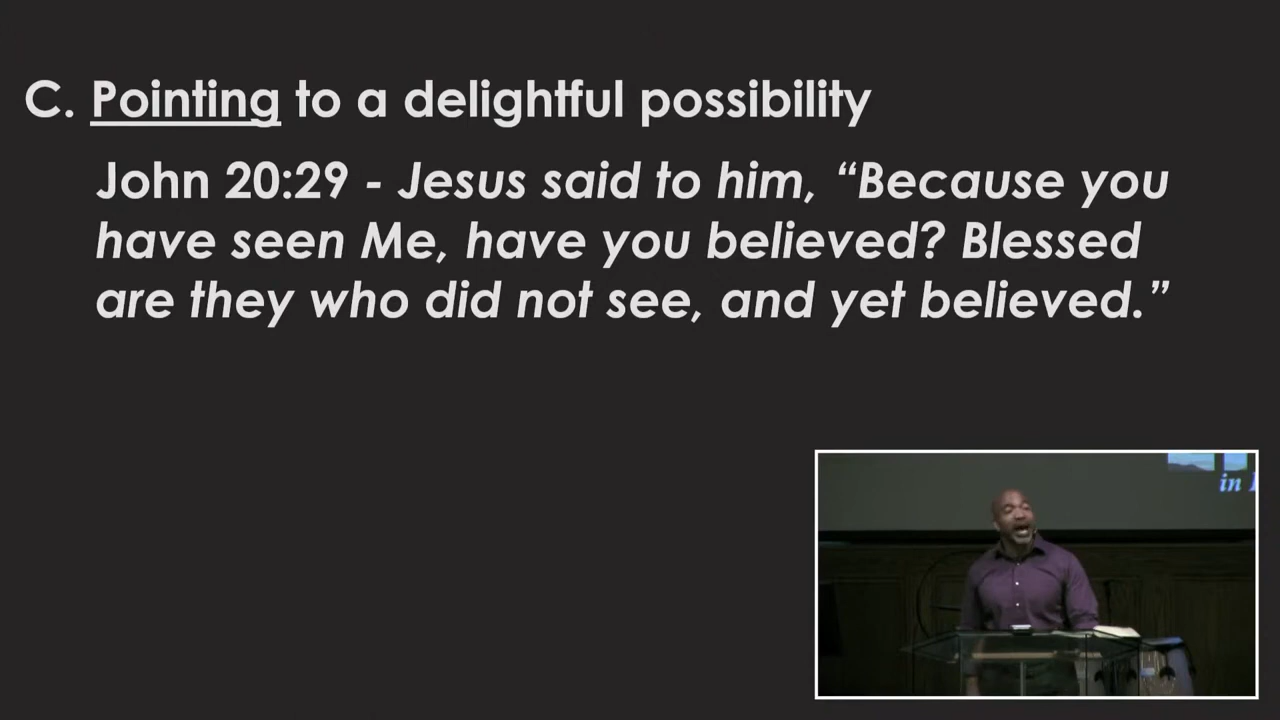 C. Pointing to a delightful possibility
John 20:29 - Jesus said to him, “Because you
have seen Me, have you believed? Blessed
are they who did not see, and yet believed.”
in